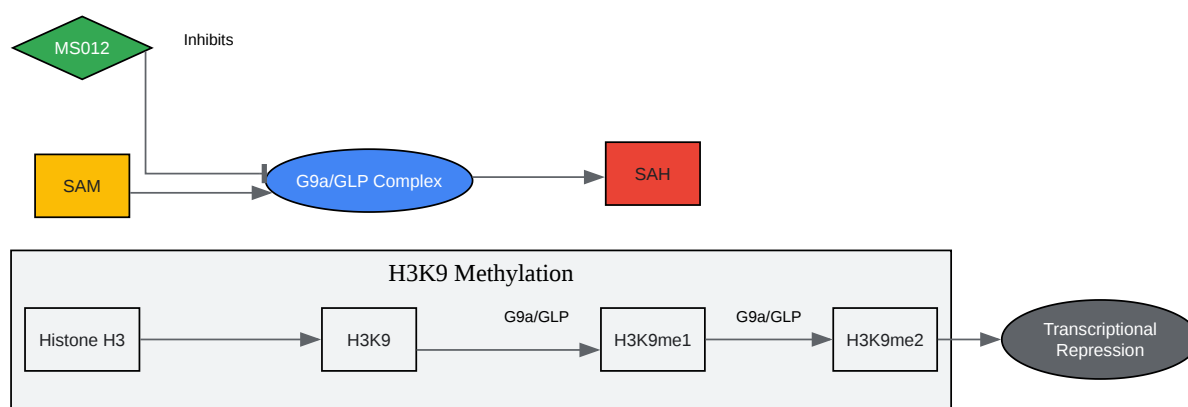 MS012
Inhibits
SAM
G9a/GLP Complex
SAH
H3K9 Methylation
Histone H3
H3K9
G9a/GLP
H3K9me1
G9a/GLP
H3K9me2
Transcriptional
Repression